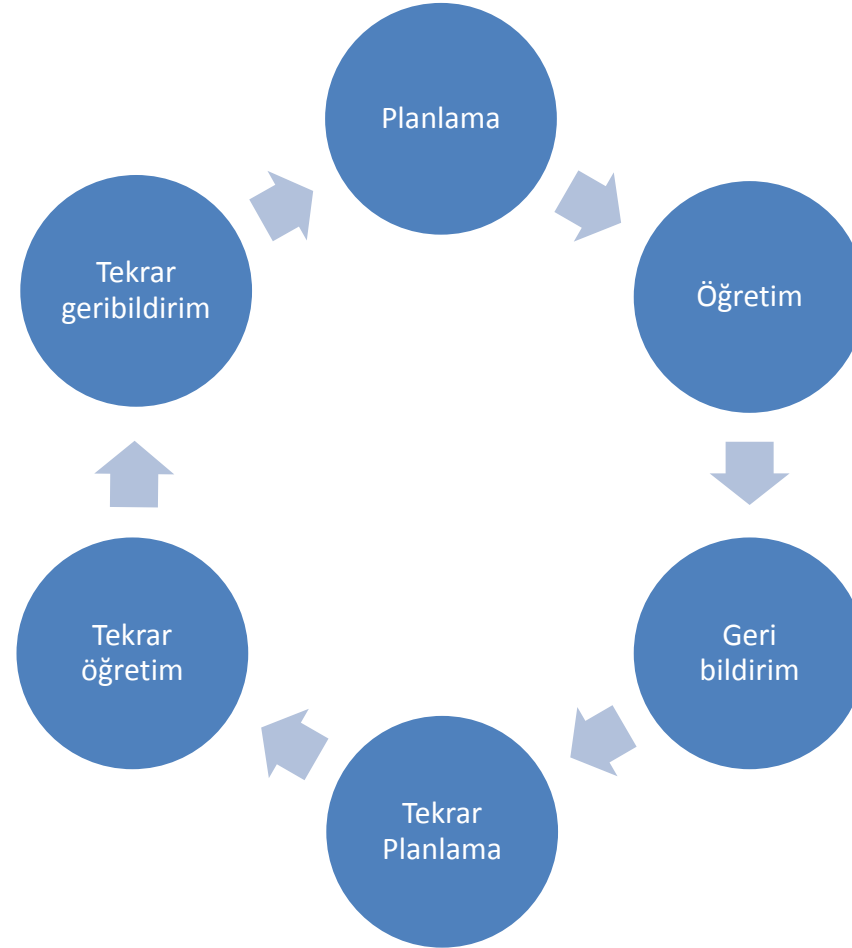 Planlama
Öğretim
Geri
bildirim
Tekrar
Planlama
Tekrar
öğretim
Tekrar
geribildirim